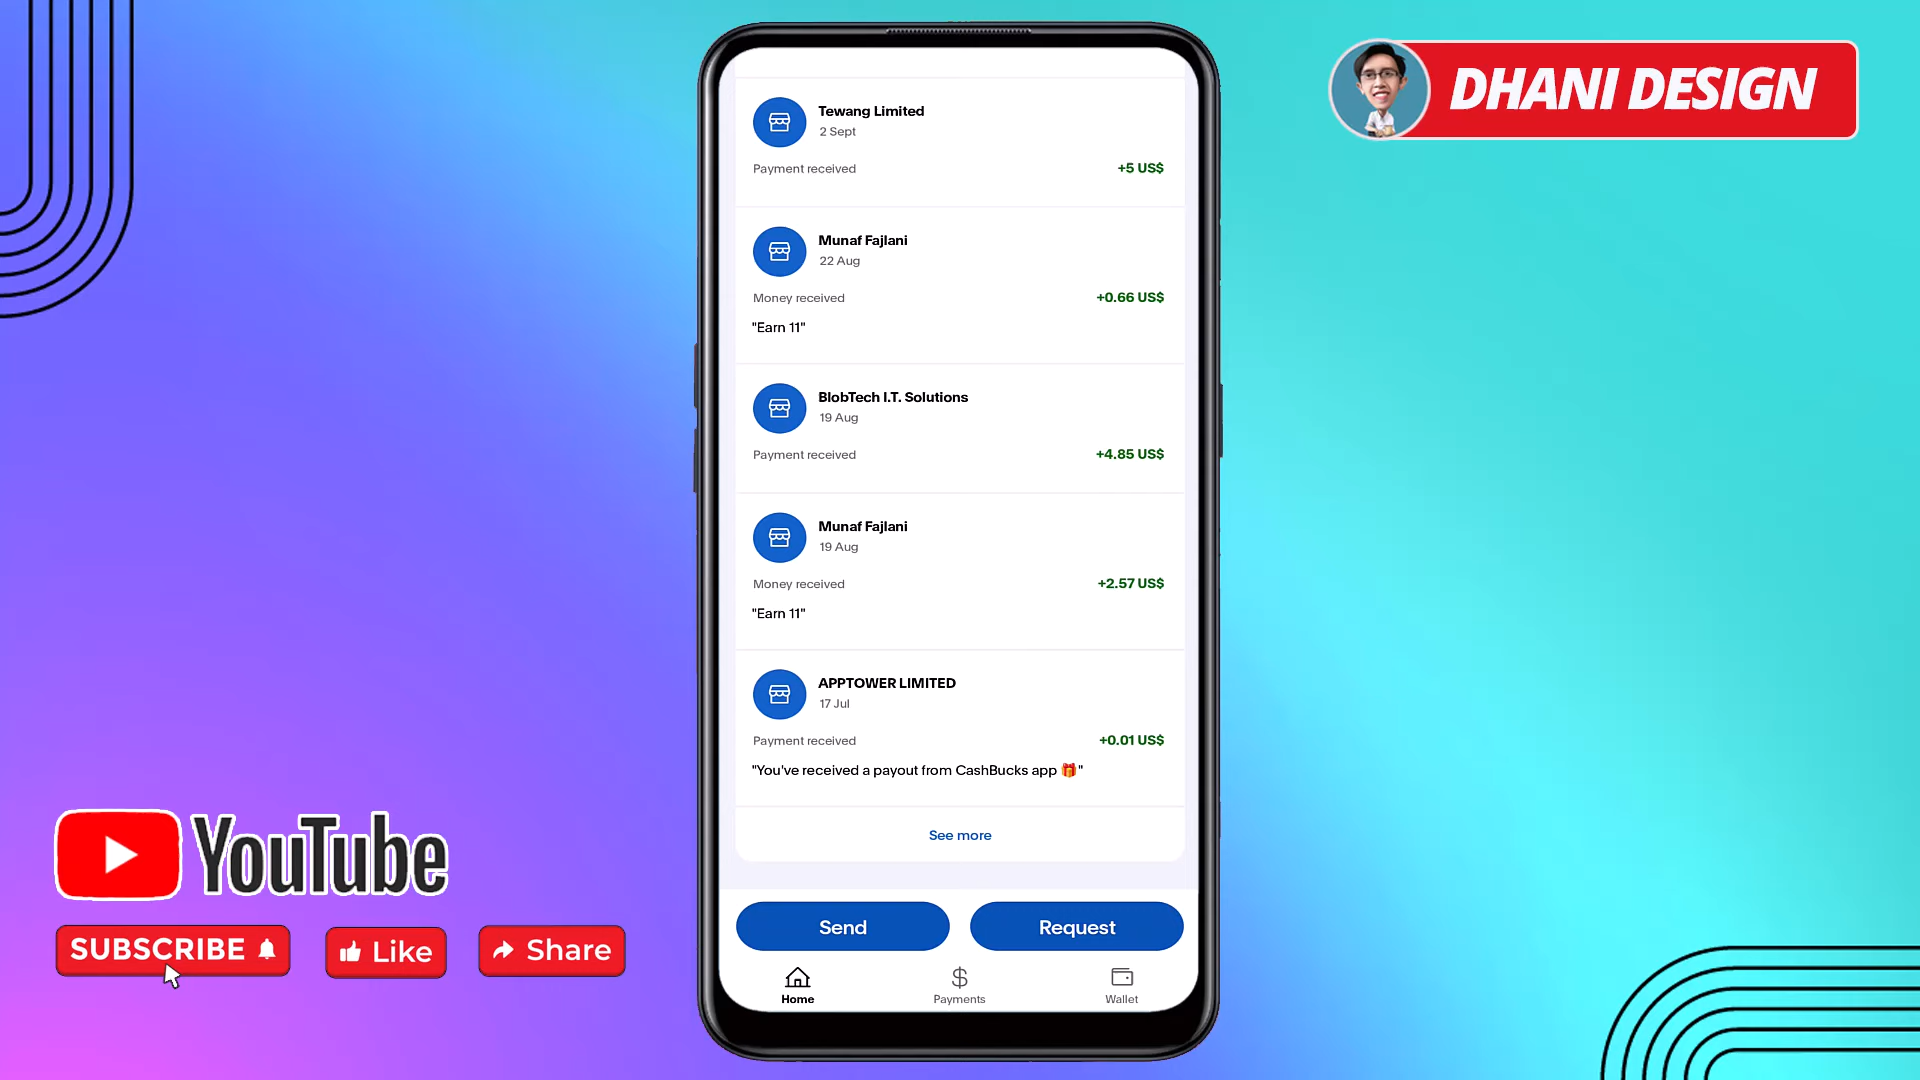 DHANI DESIGN
Tewang Limited
2 Sept
Payment received +5 US$
Munaf Fajlani
22 Aug
Money received +0.66 US$
"Earn 11"
BlobTech I.T. Solutions
19 Aug
Payment received +4.85 US$
Munaf Fajlani
19 Aug
Money received +2.57 US$
"Earn 11"
APPTOWER LIMITED
17 Jul
Payment received +0.01 US$
"You've received a payout from CashBucks app 🎁"
See more
Send Request
Home Payments Wallet
YouTube
SUBSCRIBE Like Share